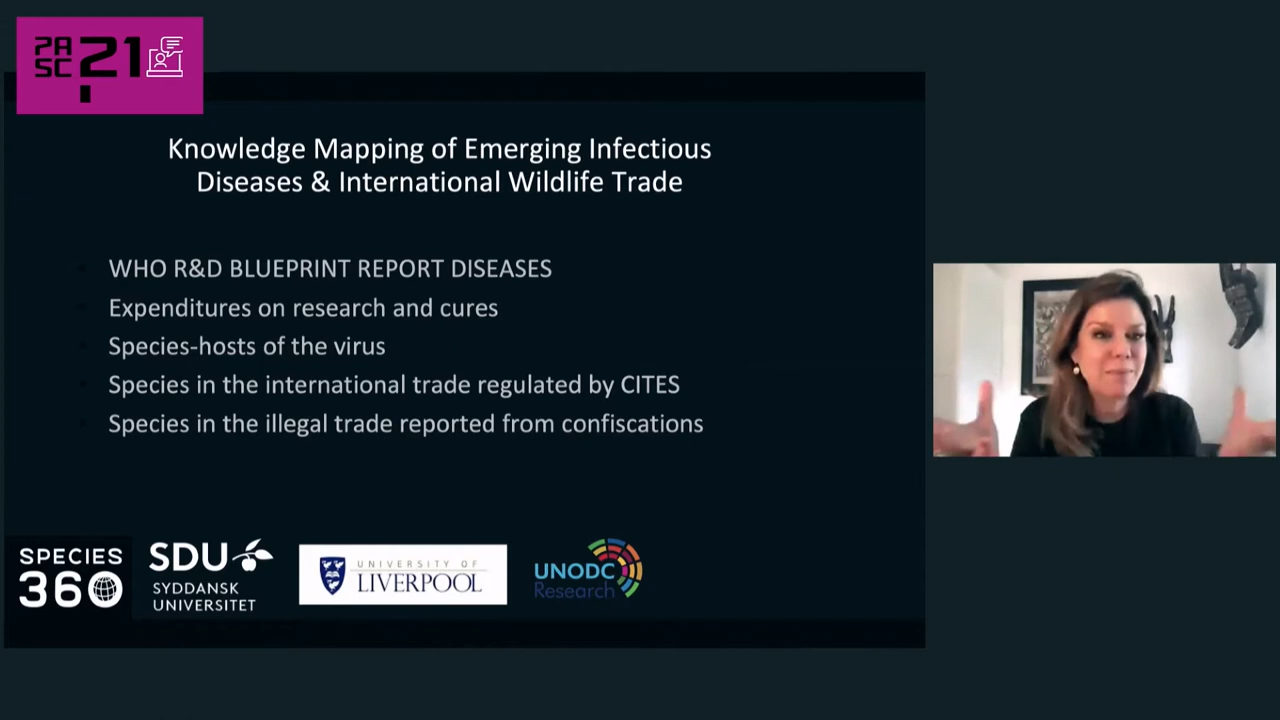 PA
SC 21
Knowledge Mapping of Emerging Infectious
Diseases & International Wildlife Trade
WHO R&D BLUEPRINT REPORT DISEASES
Expenditures on research and cures
Species-hosts of the virus
Species in the international trade regulated by CITES
Species in the illegal trade reported from confiscations
SPECIES
360
SDU
SYDDANSK
UNIVERSITET
UNIVERSITY OF
LIVERPOOL
UNODC
Research